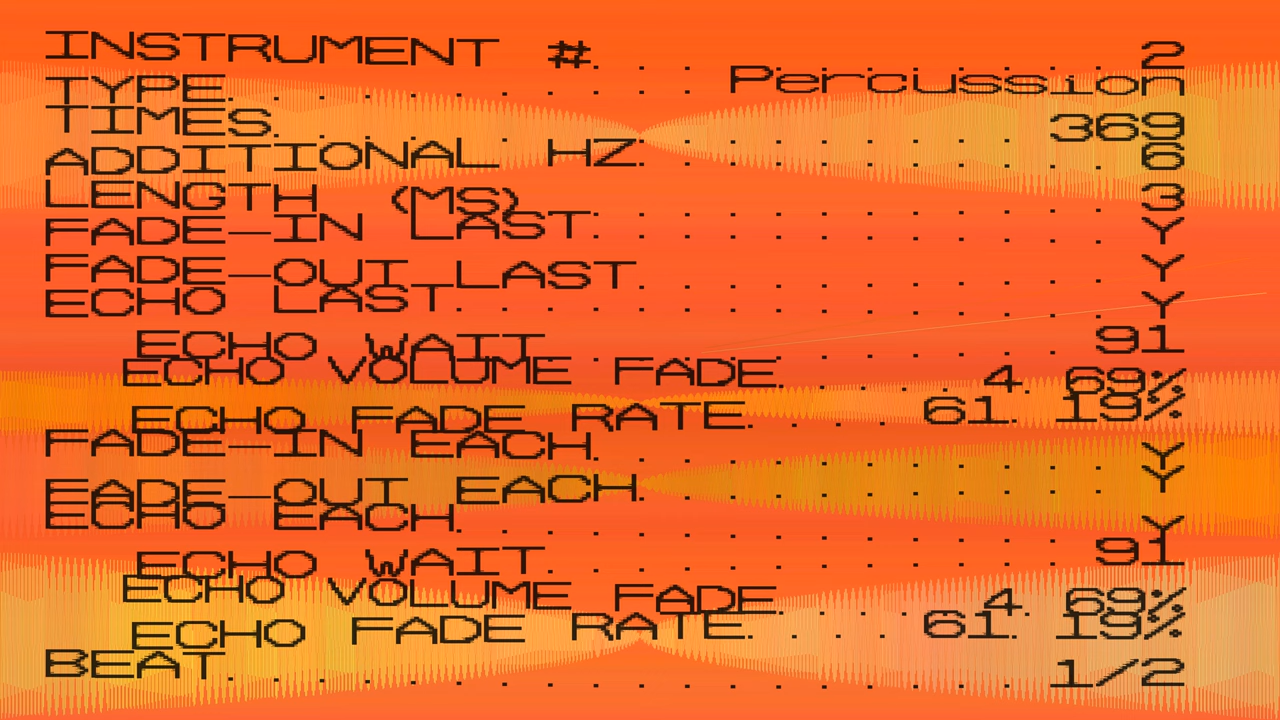 INSTRUMENT #. . . . . . . . . . . . . 2
TYPE. . . . . . . . . . . Percussion
TIMES. . . . . . . . . . . . . . . . . 369
ADDITIONAL HZ. . . . . . . . . . . . 6
LENGTH (MS). . . . . . . . . . . . . . 3
FADE-IN LAST. . . . . . . . . . . . Y
FADE-OUT LAST. . . . . . . . . . . Y
ECHO LAST. . . . . . . . . . . . . . . Y
ECHO WAIT. . . . . . . . . . . . . 91
ECHO VOLUME FADE. . . . . 4. 69%
ECHO FADE RATE. . . . . 61. 19%
FADE-IN EACH. . . . . . . . . . . . Y
FADE-OUT EACH. . . . . . . . . . . Y
ECHO EACH. . . . . . . . . . . . . . . Y
ECHO WAIT. . . . . . . . . . . . . 91
ECHO VOLUME FADE. . . . . 4. 69%
ECHO FADE RATE. . . . . 61. 19%
BEAT. . . . . . . . . . . . . . . . . . . 1/2